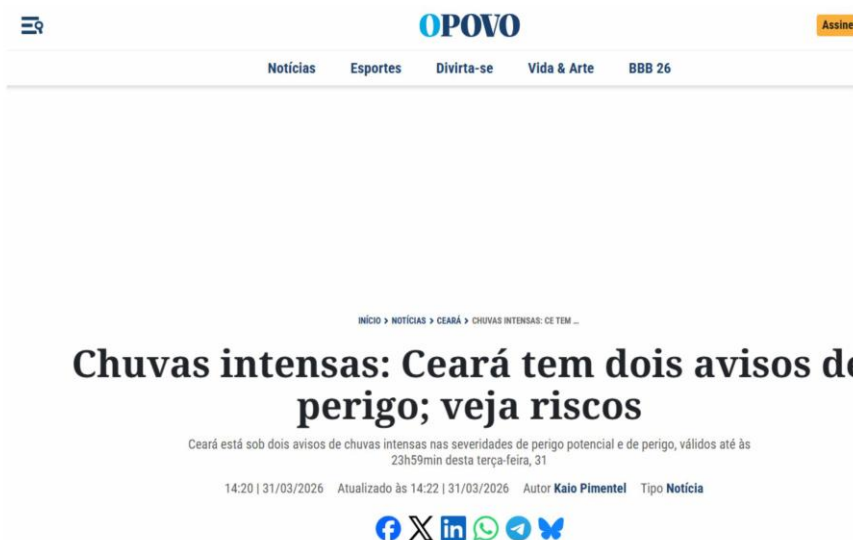 OPOVO
Assine
Notícias Esportes Divirta-se Vida & Arte BBB 26
INÍCIO > NOTÍCIAS > CEARÁ > CHUVAS INTENSAS: CE TEM ...
Chuvas intensas: Ceará tem dois avisos de
perigo; veja riscos
Ceará está sob dois avisos de chuvas intensas nas severidades de perigo potencial e de perigo, válidos até às
23h59min desta terça-feira, 31
14:20 | 31/03/2026 Atualizado às 14:22 | 31/03/2026 Autor Kaio Pimentel Tipo Notícia